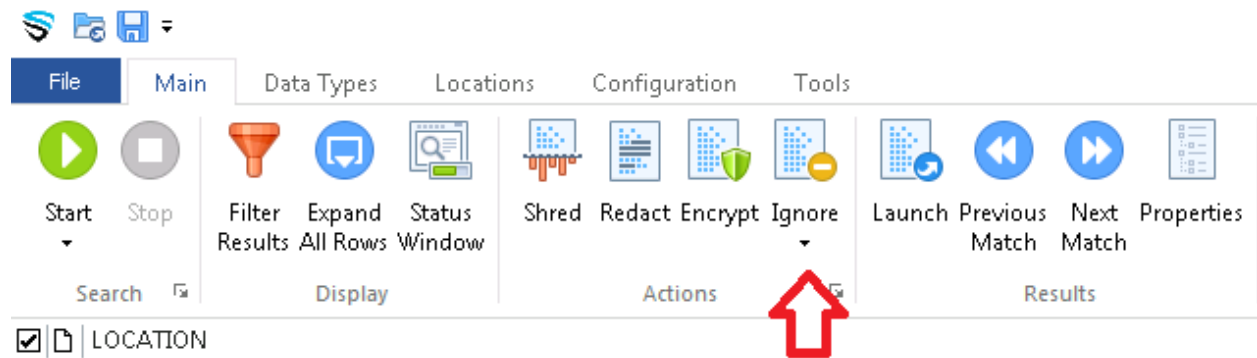 File Main Data Types Locations Configuration Tools
Start Stop Filter Expand Status Shred Redact Encrypt Ignore Launch Previous Next Properties
Results All Rows Window Match Match
Search Display Actions Results
LOCATION